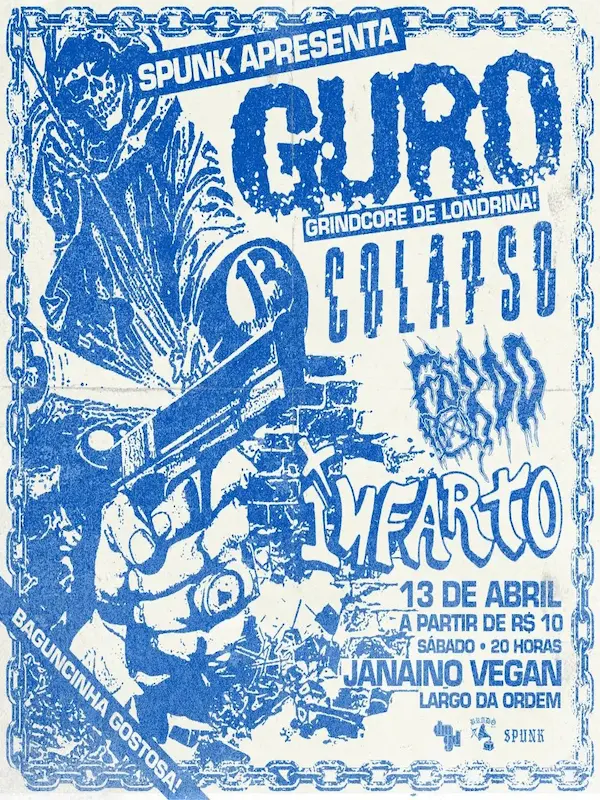 SPUNK APRESENTA
GURO
GRINDCORE DE LONDRINA!
13
COLAPSO
INFARTO
13 DE ABRIL
A PARTIR DE R$ 10
SÁBADO • 20 HORAS
JANAINO VEGAN
LARGO DA ORDEM
BAGUNCINHA GOSTOSA!
SPUNK